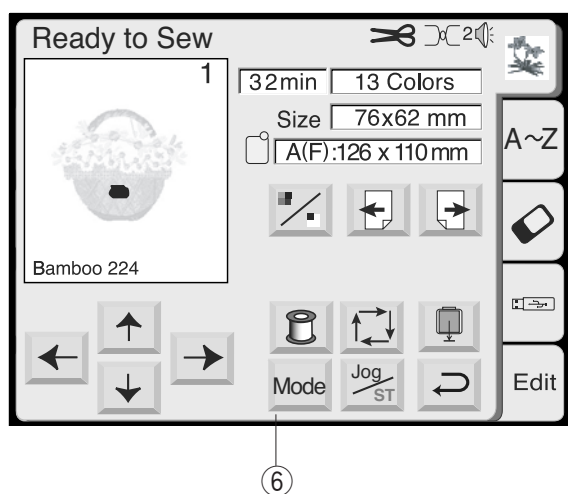 Ready to Sew
2
1
32min
13 Colors
Size
76x62 mm
A(F):126 x 110mm
A~Z
Bamboo 224
Mode
Jog
ST
Edit
6